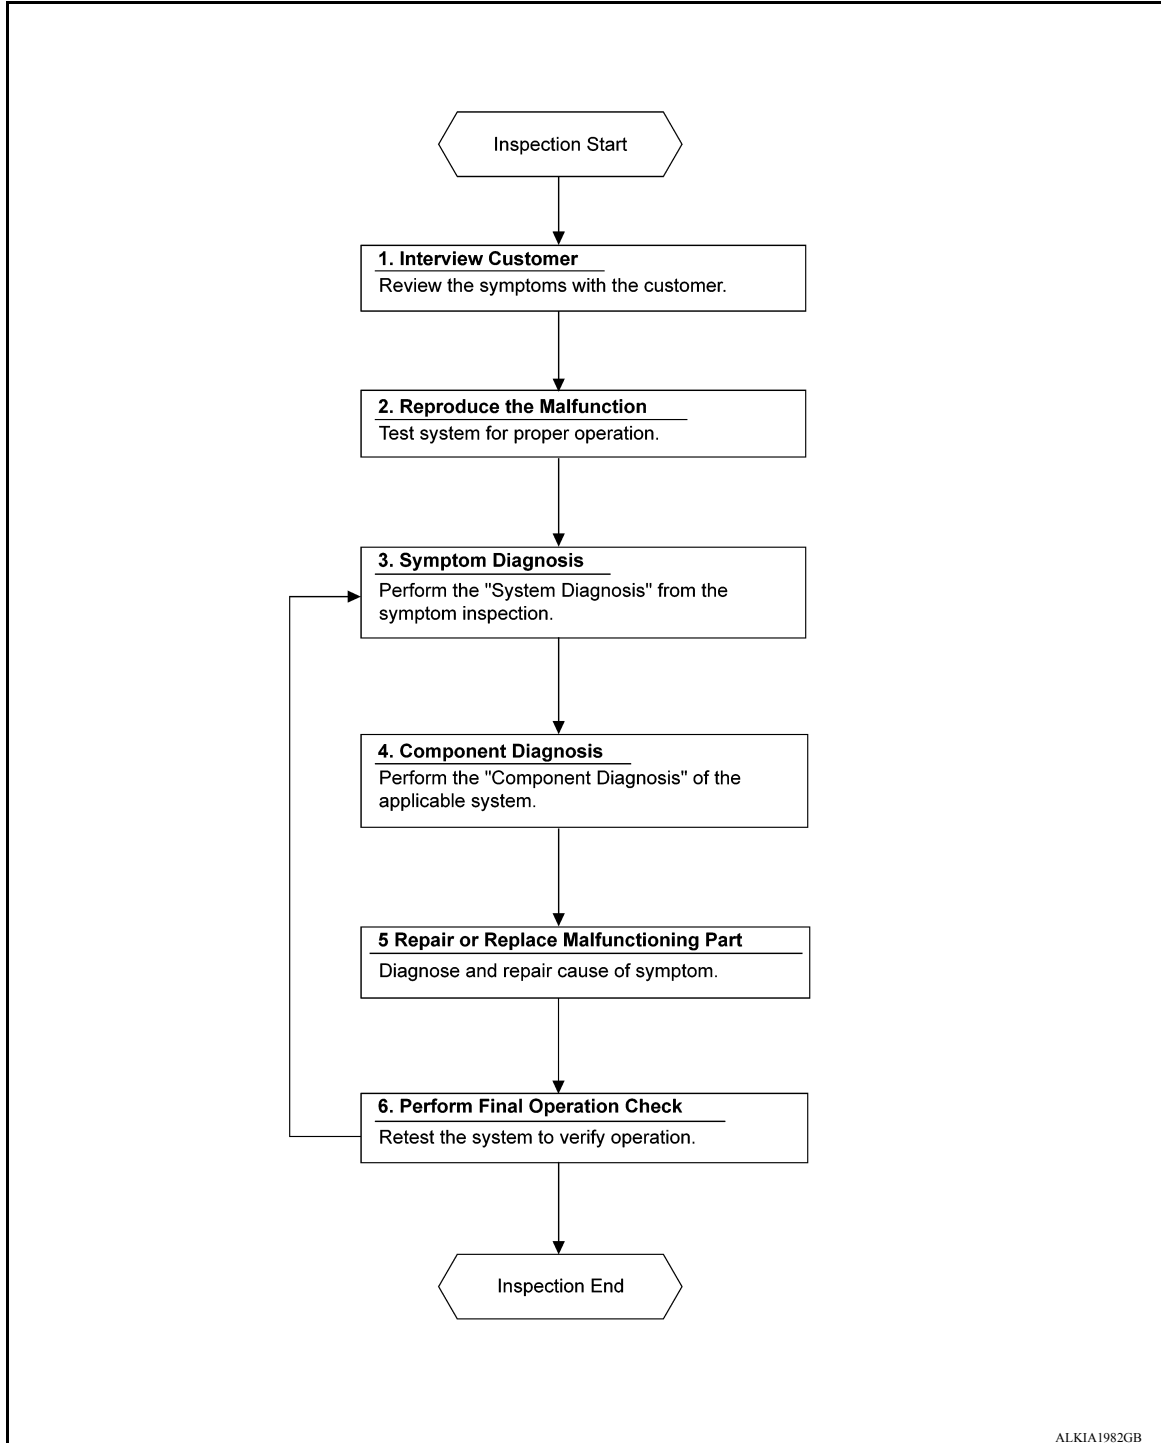 Inspection Start
1. Interview Customer
Review the symptoms with the customer.
2. Reproduce the Malfunction
Test system for proper operation.
3. Symptom Diagnosis
Perform the "System Diagnosis" from the
symptom inspection.
4. Component Diagnosis
Perform the "Component Diagnosis" of the
applicable system.
5 Repair or Replace Malfunctioning Part
Diagnose and repair cause of symptom.
6. Perform Final Operation Check
Retest the system to verify operation.
Inspection End
ALKIA1982GB